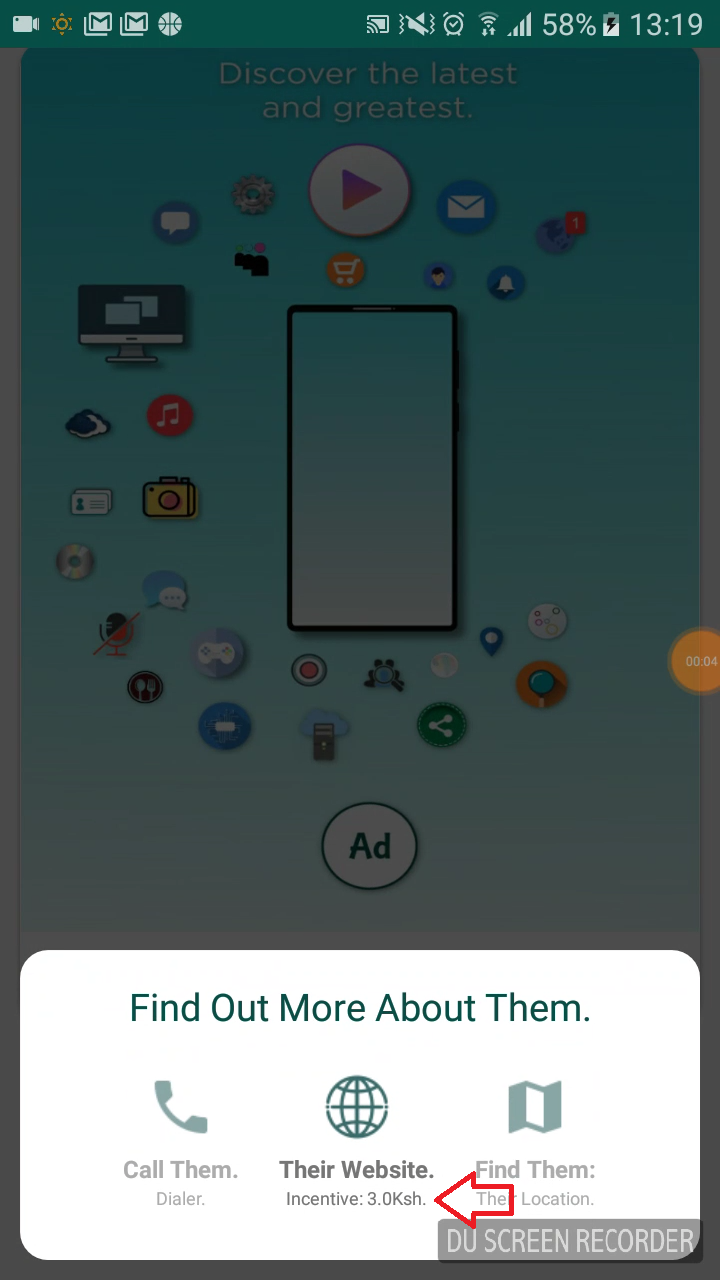 58% 13:19
Discover the latest
and greatest.
1
00:04
Ad
Find Out More About Them.
Call Them.
Dialer.
Their Website.
Incentive: 3.0Ksh.
Find Them:
Their Location.
DU SCREEN RECORDER